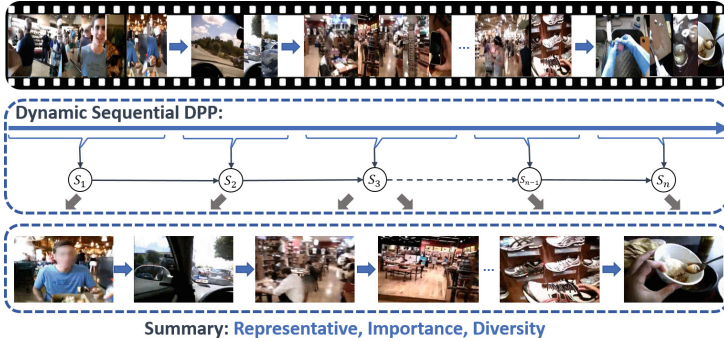 ...
Dynamic Sequential DPP:
S₁ S₂ S₃ Sₙ₋₁ Sₙ
...
Summary: Representative, Importance, Diversity